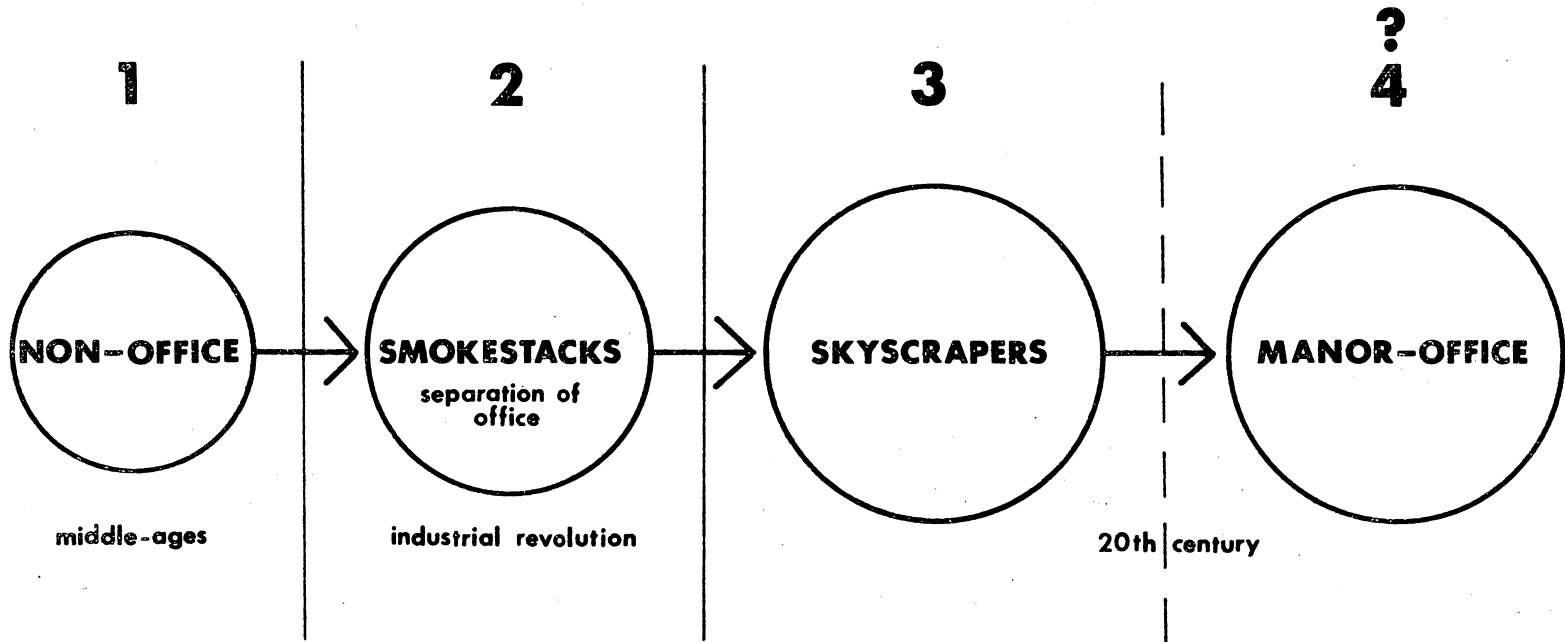 ?
1
2
3
4
NON-OFFICE
SMOKESTACKS
separation of
office
SKYSCRAPERS
MANOR-OFFICE
middle-ages
industrial revolution
20th century